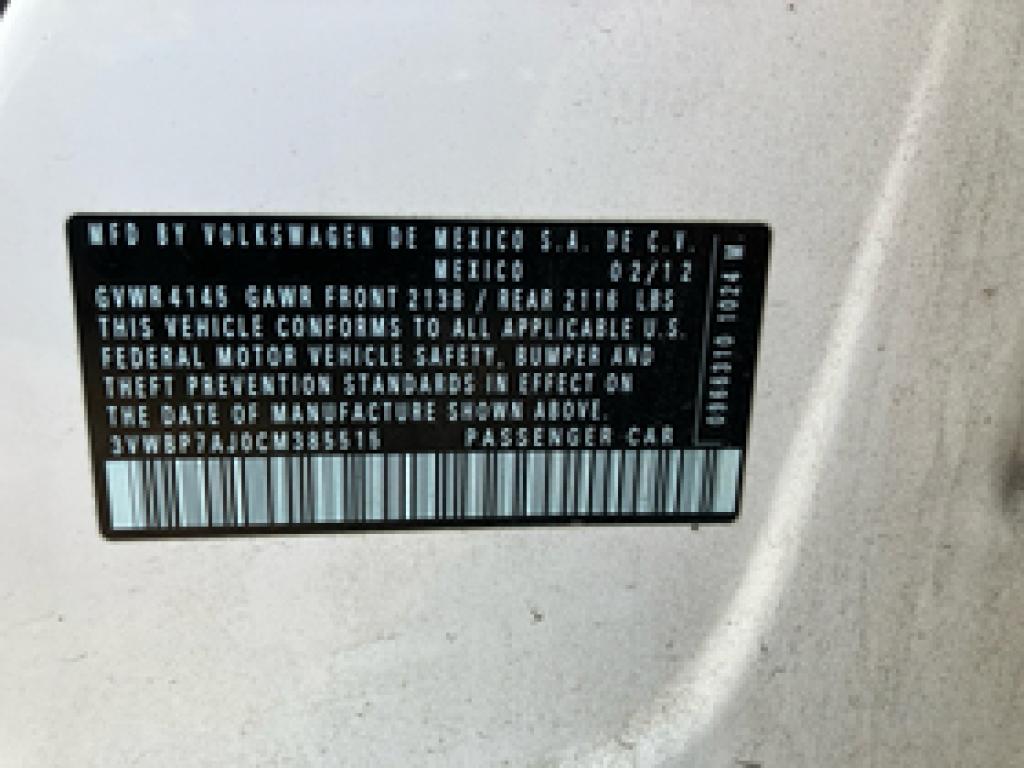 MFD BY VOLKSWAGEN DE MEXICO S.A. DE C.V.
MEXICO 02/12
GVWR 4145 GAWR FRONT 2138 / REAR 2116 LBS
THIS VEHICLE CONFORMS TO ALL APPLICABLE U.S.
FEDERAL MOTOR VEHICLE SAFETY, BUMPER AND
THEFT PREVENTION STANDARDS IN EFFECT ON
THE DATE OF MANUFACTURE SHOWN ABOVE.
PASSENGER CAR
1024 W.